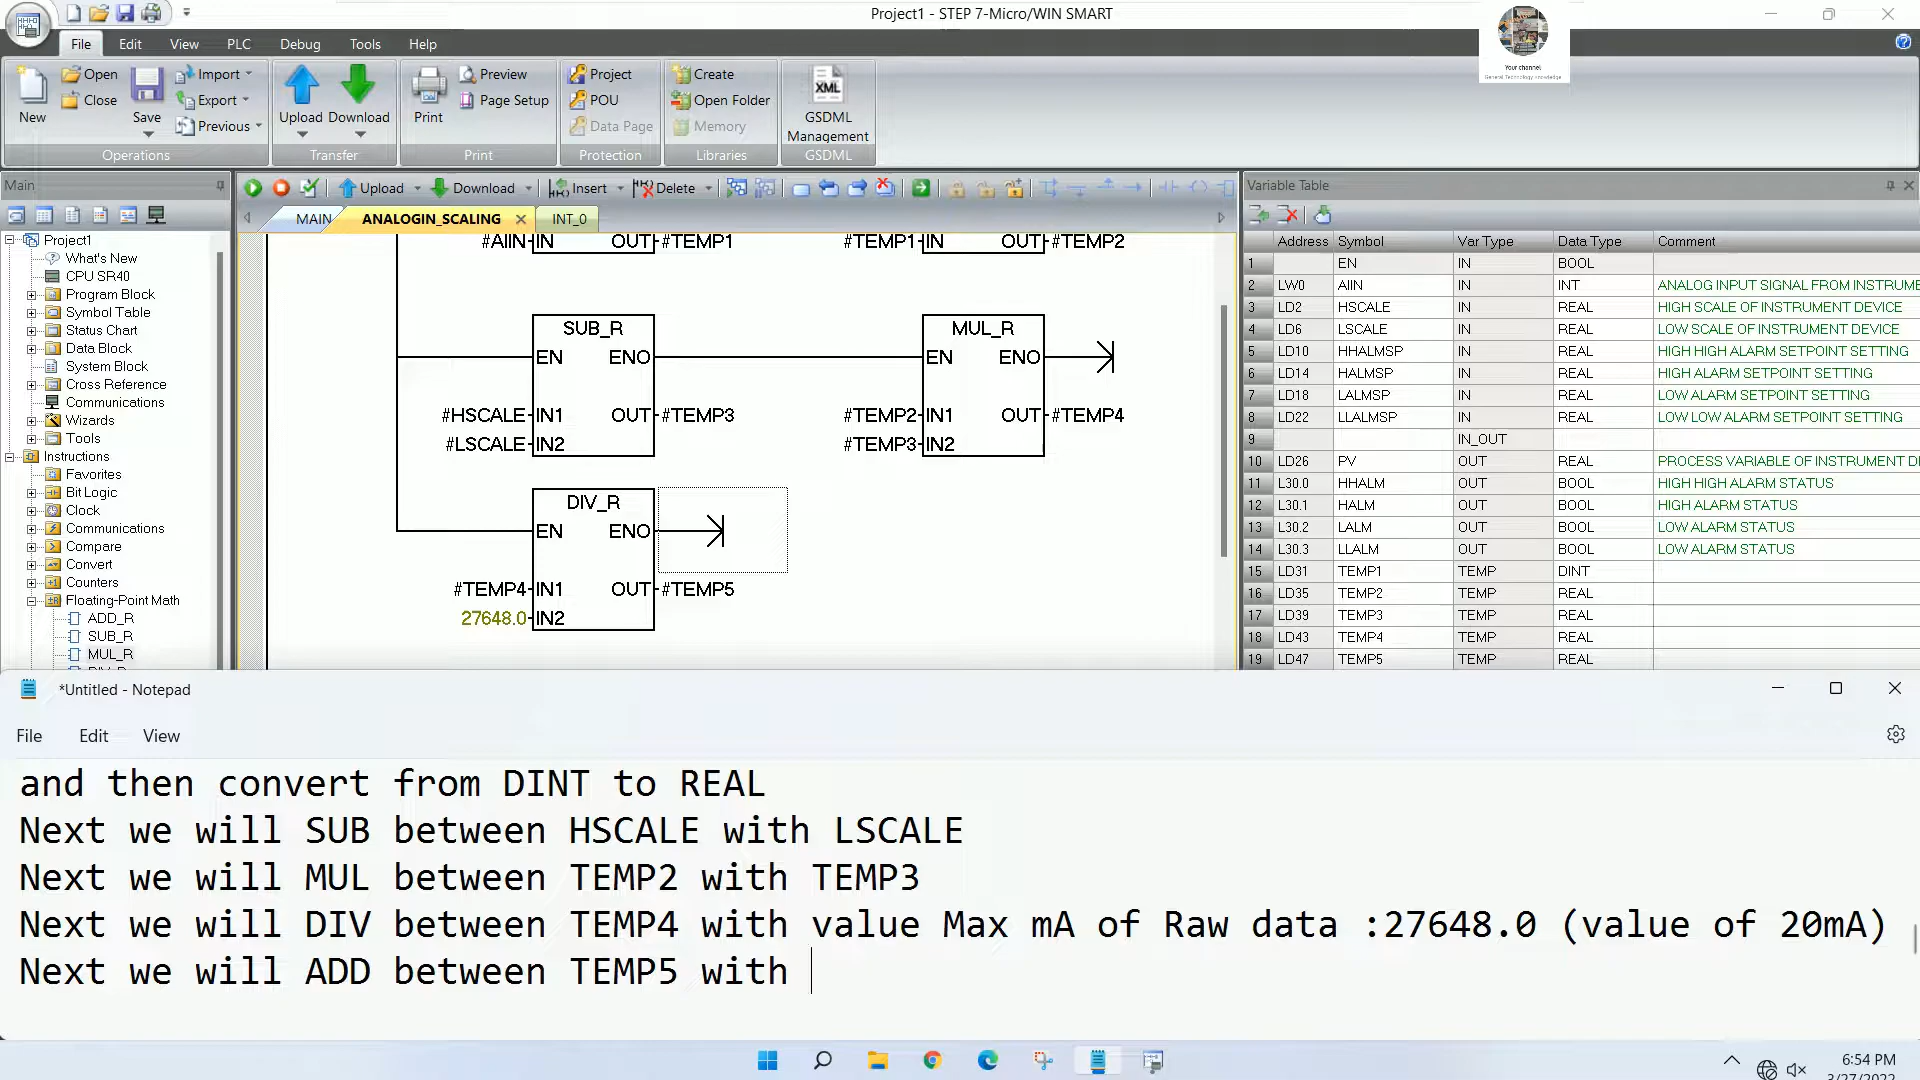 Project1 - STEP 7-Micro/WIN SMART
File Edit View PLC Debug Tools Help
Your channel
General Technology knowledge
New
Open
Close
Save
Import
Export
Previous
Operations
Upload
Download
Transfer
Print
Preview
Page Setup
Print
Project
POU
Data Page
Protection
Create
Open Folder
Memory
Libraries
XML
GSDML
Management
GSDML
Main
Upload Download Insert Delete
MAIN ANALOGIN_SCALING INT_0
Project1
What's New
CPU SR40
Program Block
Symbol Table
Status Chart
Data Block
System Block
Cross Reference
Communications
Wizards
Tools
Instructions
Favorites
Bit Logic
Clock
Communications
Compare
Convert
Counters
Floating-Point Math
ADD_R
SUB_R
MUL_R
#AIIN IN OUT #TEMP1
#TEMP1 IN OUT #TEMP2
SUB_R
EN ENO
#HSCALE IN1 OUT #TEMP3
#LSCALE IN2
MUL_R
EN ENO
#TEMP2 IN1 OUT #TEMP4
#TEMP3 IN2
DIV_R
EN ENO
#TEMP4 IN1 OUT #TEMP5
27648.0 IN2
Variable Table
Address Symbol Var Type Data Type Comment
1 EN IN BOOL
2 LW0 AIIN IN INT ANALOG INPUT SIGNAL FROM INSTRUME
3 LD2 HSCALE IN REAL HIGH SCALE OF INSTRUMENT DEVICE
4 LD6 LSCALE IN REAL LOW SCALE OF INSTRUMENT DEVICE
5 LD10 HHALMSP IN REAL HIGH HIGH ALARM SETPOINT SETTING
6 LD14 HALMSP IN REAL HIGH ALARM SETPOINT SETTING
7 LD18 LALMSP IN REAL LOW ALARM SETPOINT SETTING
8 LD22 LLALMSP IN REAL LOW LOW ALARM SETPOINT SETTING
9 IN_OUT
10 LD26 PV OUT REAL PROCESS VARIABLE OF INSTRUMENT D
11 L30.0 HHALM OUT BOOL HIGH HIGH ALARM STATUS
12 L30.1 HALM OUT BOOL HIGH ALARM STATUS
13 L30.2 LALM OUT BOOL LOW ALARM STATUS
14 L30.3 LLALM OUT BOOL LOW ALARM STATUS
15 LD31 TEMP1 TEMP DINT
16 LD35 TEMP2 TEMP REAL
17 LD39 TEMP3 TEMP REAL
18 LD43 TEMP4 TEMP REAL
19 LD47 TEMP5 TEMP REAL
*Untitled - Notepad
File Edit View
and then convert from DINT to REAL
Next we will SUB between HSCALE with LSCALE
Next we will MUL between TEMP2 with TEMP3
Next we will DIV between TEMP4 with value Max mA of Raw data :27648.0 (value of 20mA)
Next we will ADD between TEMP5 with
6:54 PM
3/27/2022